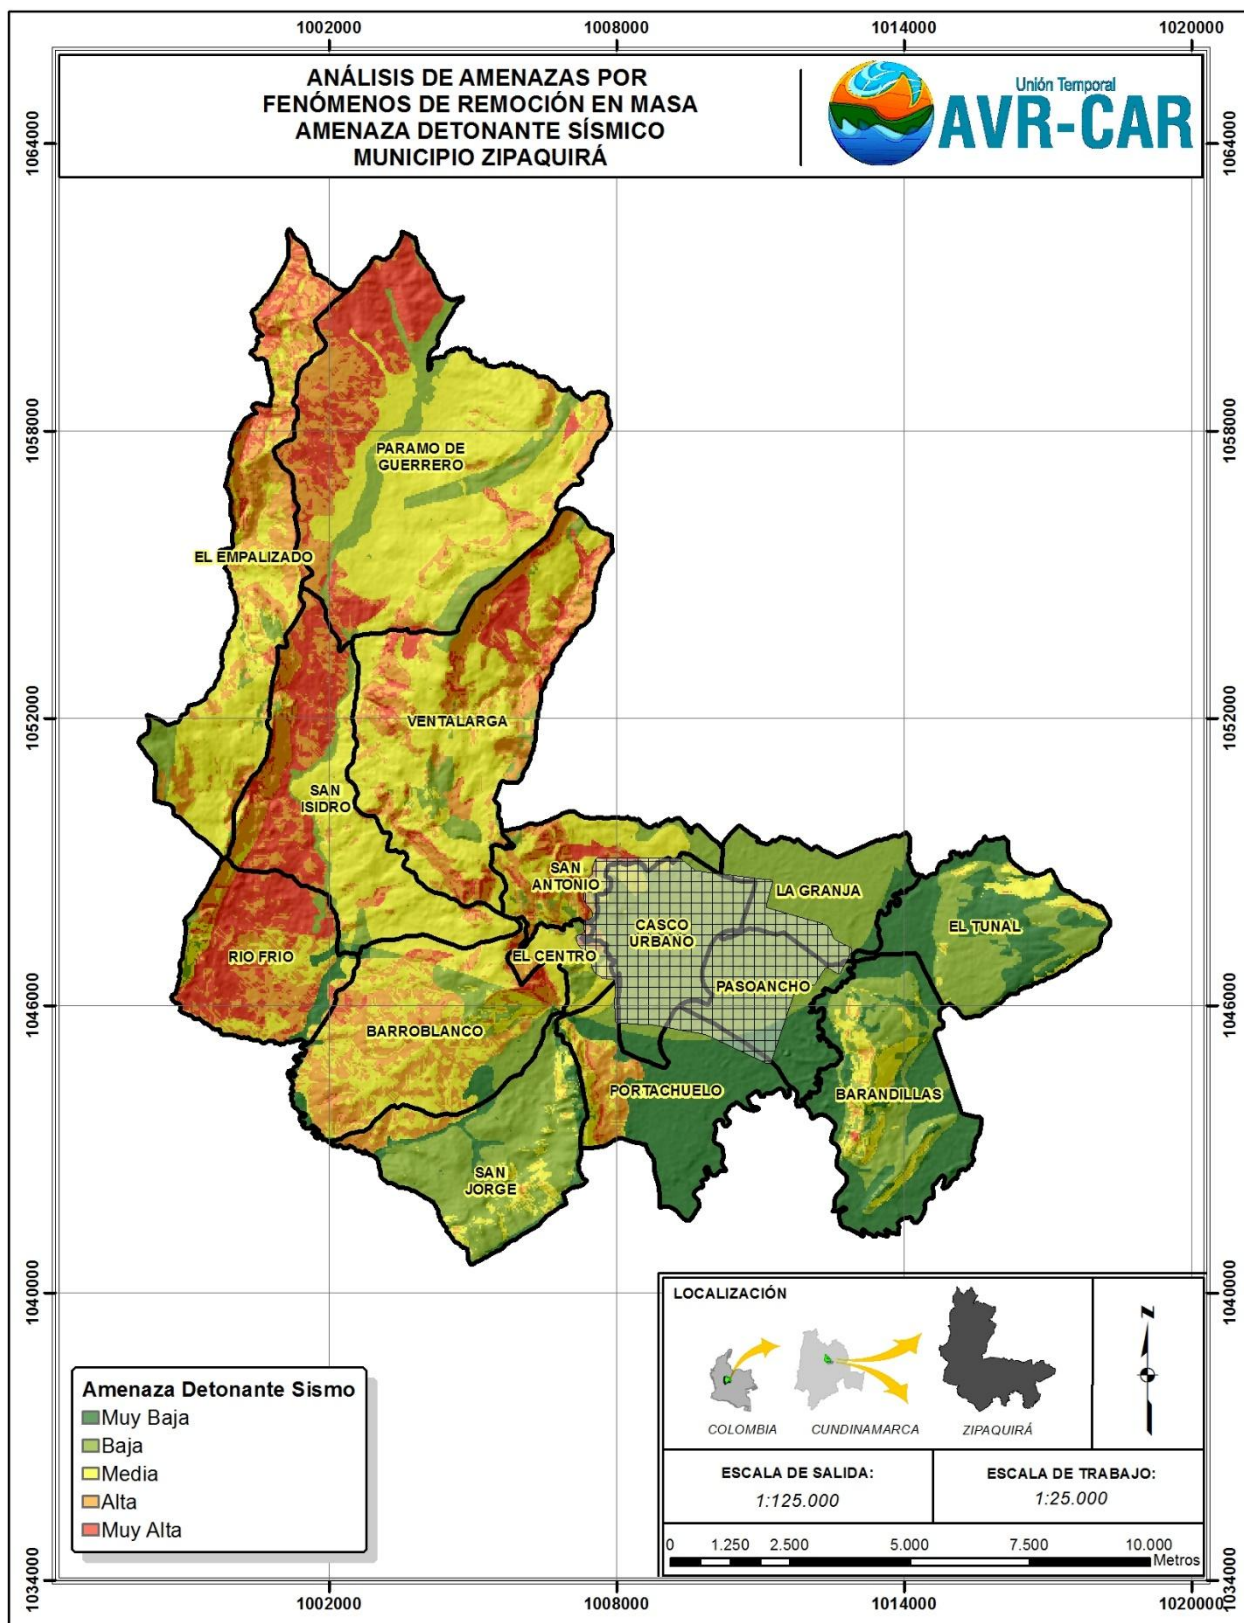 1002000
1008000
1014000
1020000
ANÁLISIS DE AMENAZAS POR
FENÓMENOS DE REMOCIÓN EN MASA
AMENAZA DETONANTE SÍSMICO
MUNICIPIO ZIPAQUIRÁ
Unión Temporal
AVR-CAR
1064000
1064000
1058000
1058000
PARAMO DE
GUERRERO
EL EMPALIZADO
1052000
1052000
VENTALARGA
SAN
ISIDRO
SAN
ANTONIO
LA GRANJA
CASCO
URBANO
EL TUNAL
RIO FRIO
EL CENTRO
PASOANCHO
1046000
1046000
BARROBLANCO
PORTACHUELO
BARANDILLAS
SAN
JORGE
1040000
1040000
LOCALIZACIÓN
COLOMBIA
CUNDINAMARCA
ZIPAQUIRÁ
Z
ESCALA DE SALIDA:
1:125.000
ESCALA DE TRABAJO:
1:25.000
0
1.250
2.500
5.000
7.500
10.000
Metros
Amenaza Detonante Sismo
Muy Baja
Baja
Media
Alta
Muy Alta
1034000
1034000
1002000
1008000
1014000
1020000